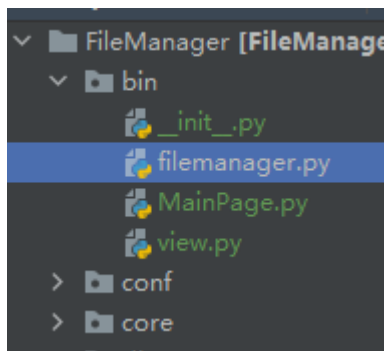 FileManager [FileManage
bin
__init__.py
filemanager.py
MainPage.py
view.py
conf
core